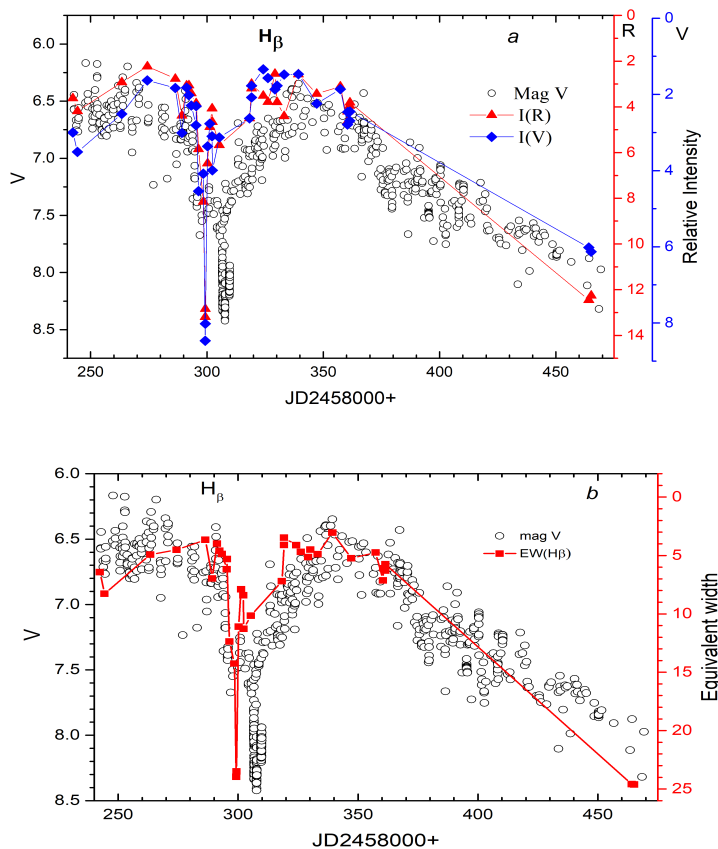 Hβ
a
R
V
0
2
4
6
8
10
12
14
0
2
4
6
8
Relative Intensity
6.0
6.5
7.0
7.5
8.0
8.5
V
Mag V
I(R)
I(V)
250 300 350 400 450
JD2458000+
Hβ
b
6.0
6.5
7.0
7.5
8.0
8.5
V
mag V
EW(Hβ)
0
5
10
15
20
25
Equivalent width
250 300 350 400 450
JD2458000+